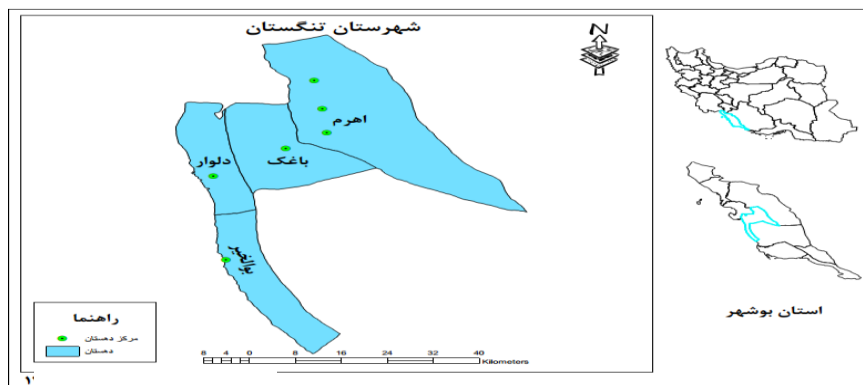 شهرستان تنگستان
N
اهرم
باغک
دلوار
بوالخیر
استان بوشهر
راهنما
مرکز دهستان
دهستان
8 4 0 8 16 24 32 40
Kilometers